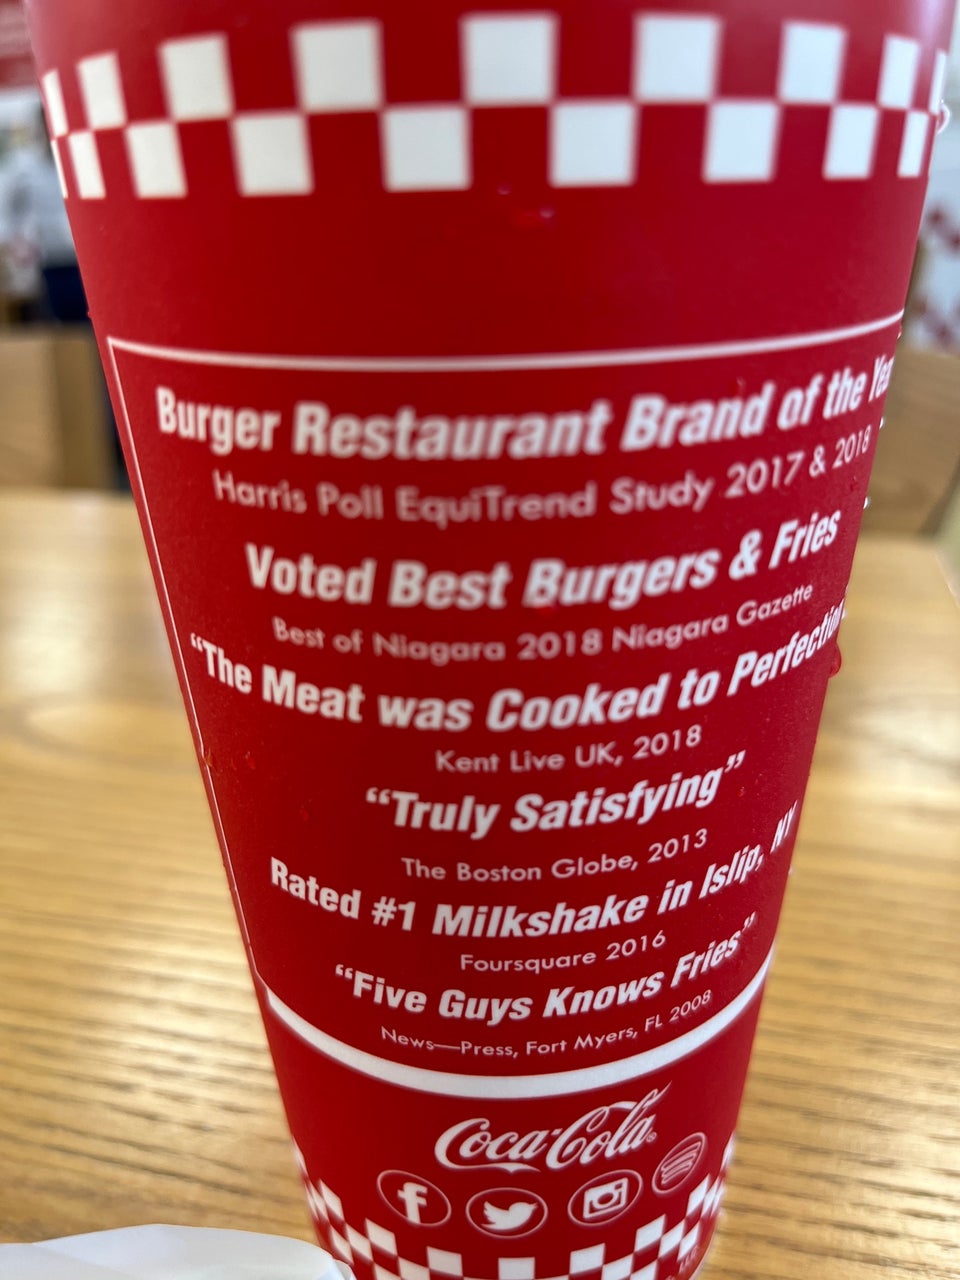 Burger Restaurant Brand of the
Harris Poll EquiTrend Study 2017 & 2018
Voted Best Burgers & Fries
Best of Niagara 2018 Niagara Gazette
“The Meat was Cooked to Perfection
Kent Live UK, 2018
“Truly Satisfying”
The Boston Globe, 2013
Rated #1 Milkshake in Islip, NY
Foursquare 2016
“Five Guys Knows Fries”
News—Press, Fort Myers, FL 2008
Coca-Cola®